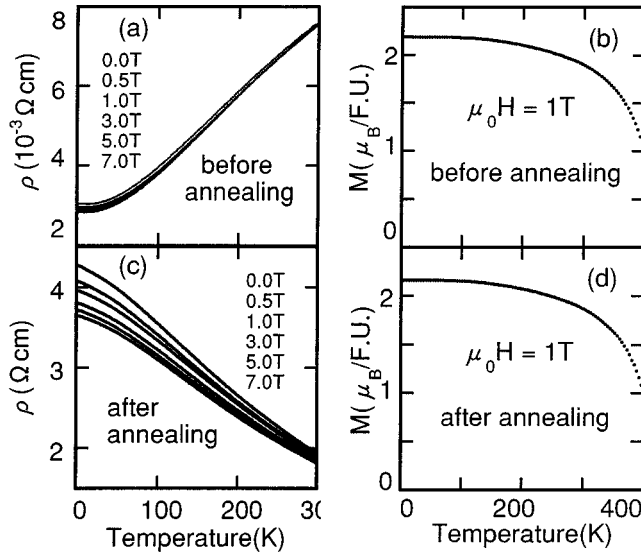 (a)
8
6
4
2
ρ (10⁻³ Ω cm)
0.0T
0.5T
1.0T
3.0T
5.0T
7.0T
before
annealing
(b)
2
1
0
M( μB/F.U.)
μ0H = 1T
before annealing
(c)
4
3
2
ρ (Ω cm)
0.0T
0.5T
1.0T
3.0T
5.0T
7.0T
after
annealing
0 100 200 30
Temperature(K)
(d)
2
1
0
M( μB/F.U.)
μ0H = 1T
after annealing
0 200 400
Temperature(K)